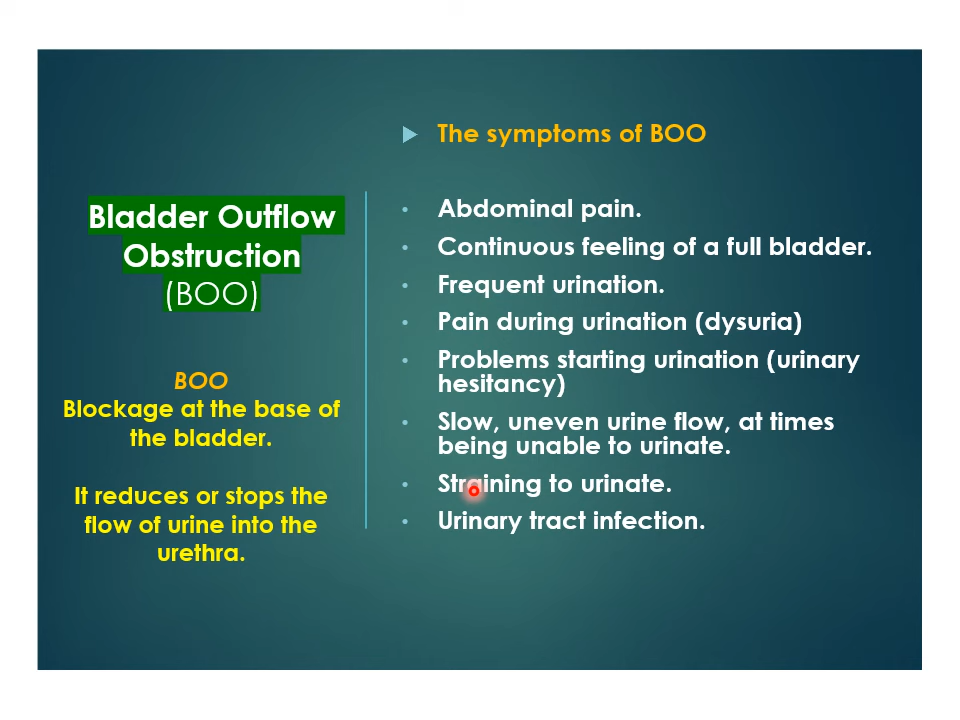 Bladder Outflow
Obstruction
(BOO)
BOO
Blockage at the base of
the bladder.
It reduces or stops the
flow of urine into the
urethra.
The symptoms of BOO
Abdominal pain.
Continuous feeling of a full bladder.
Frequent urination.
Pain during urination (dysuria)
Problems starting urination (urinary
hesitancy)
Slow, uneven urine flow, at times
being unable to urinate.
Straining to urinate.
Urinary tract infection.